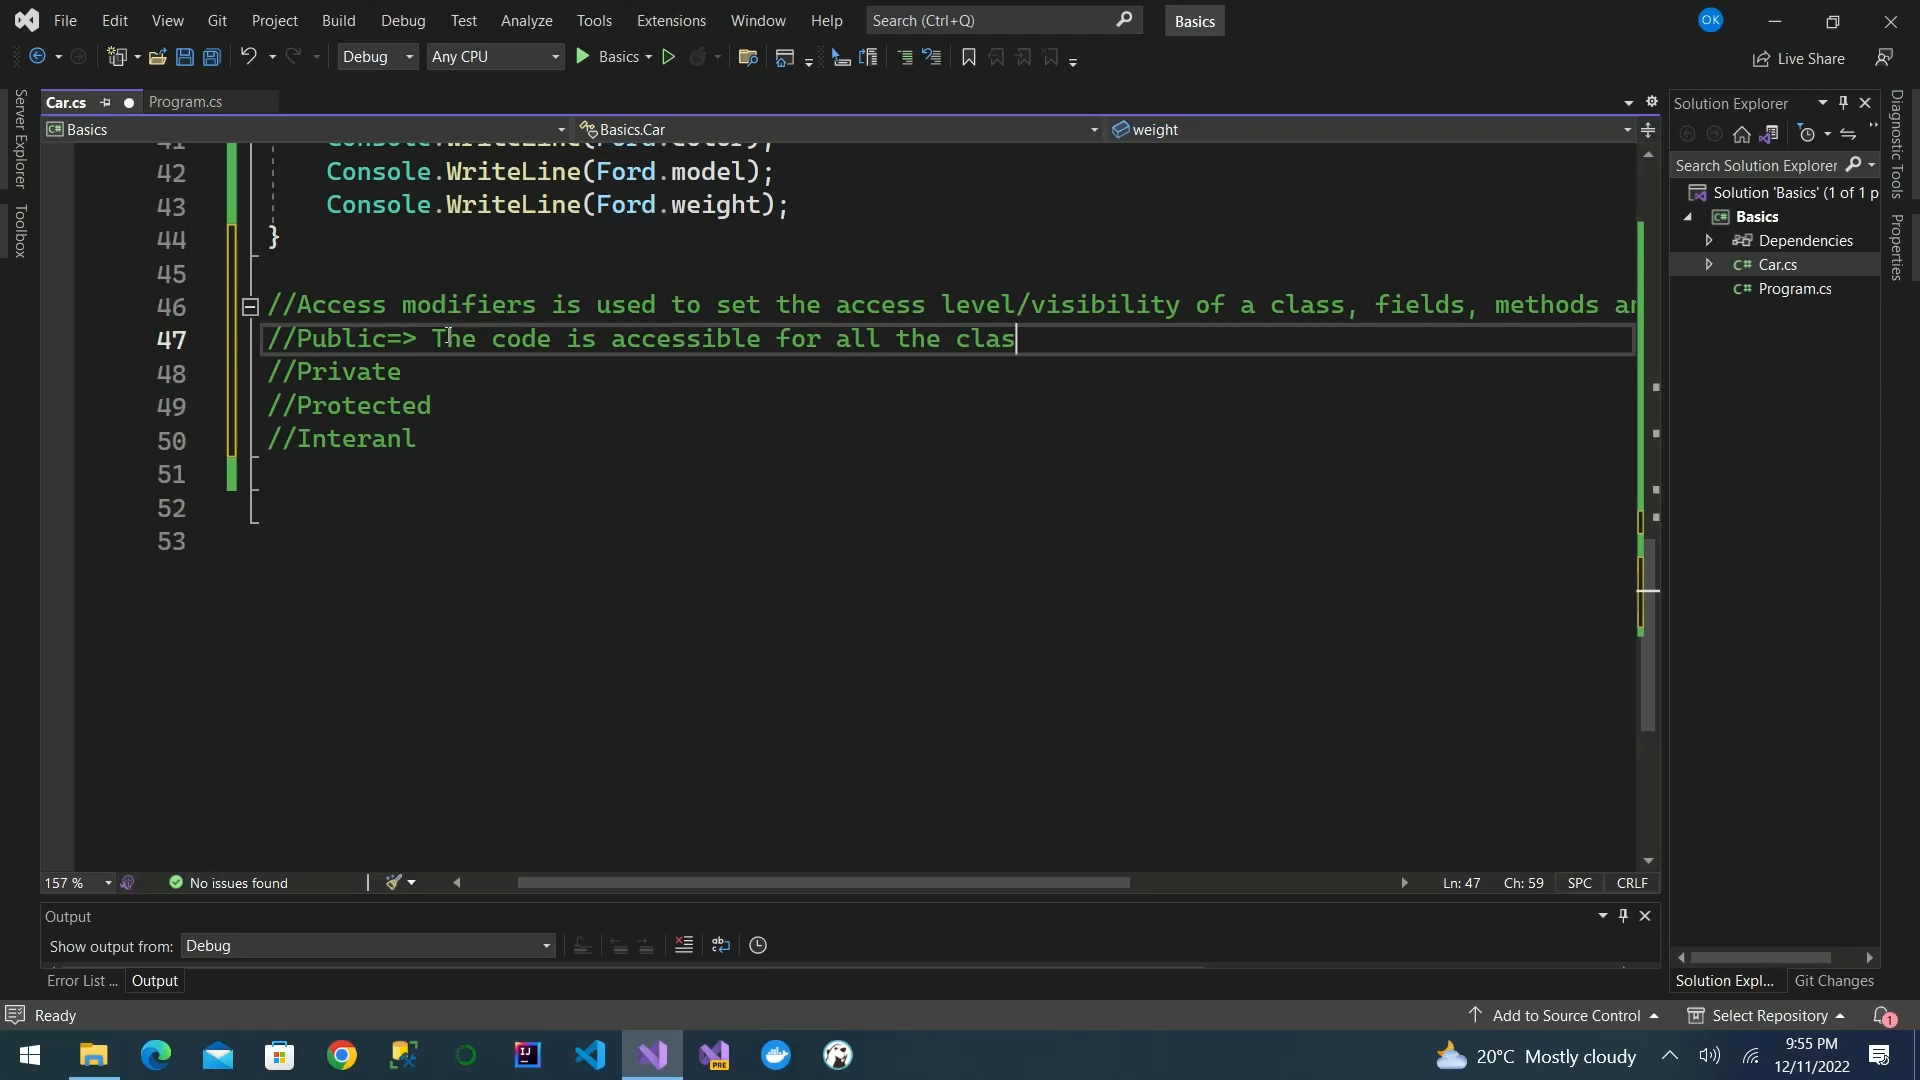 File Edit View Git Project Build Debug Test Analyze Tools Extensions Window Help Search (Ctrl+Q) Basics OK
Debug Any CPU Basics Live Share
Car.cs Program.cs
Basics Basics.Car weight
Server Explorer
Toolbox
42 Console.WriteLine(Ford.model);
43 Console.WriteLine(Ford.weight);
44 }
45
46 //Access modifiers is used to set the access level/visibility of a class, fields, methods
47 //Public=> The code is accessible for all the clas
48 //Private
49 //Protected
50 //Interanl
51
52
53
157 % No issues found Ln: 47 Ch: 59 SPC CRLF
Output
Show output from: Debug
Error List ... Output
Solution Explorer
Search Solution Explorer
Solution 'Basics' (1 of 1 p
C# Basics
Dependencies
C# Car.cs
C# Program.cs
Solution Expl... Git Changes
Diagnostic Tools
Properties
Ready Add to Source Control Select Repository 1
PRE 20°C Mostly cloudy 9:55 PM
12/11/2022